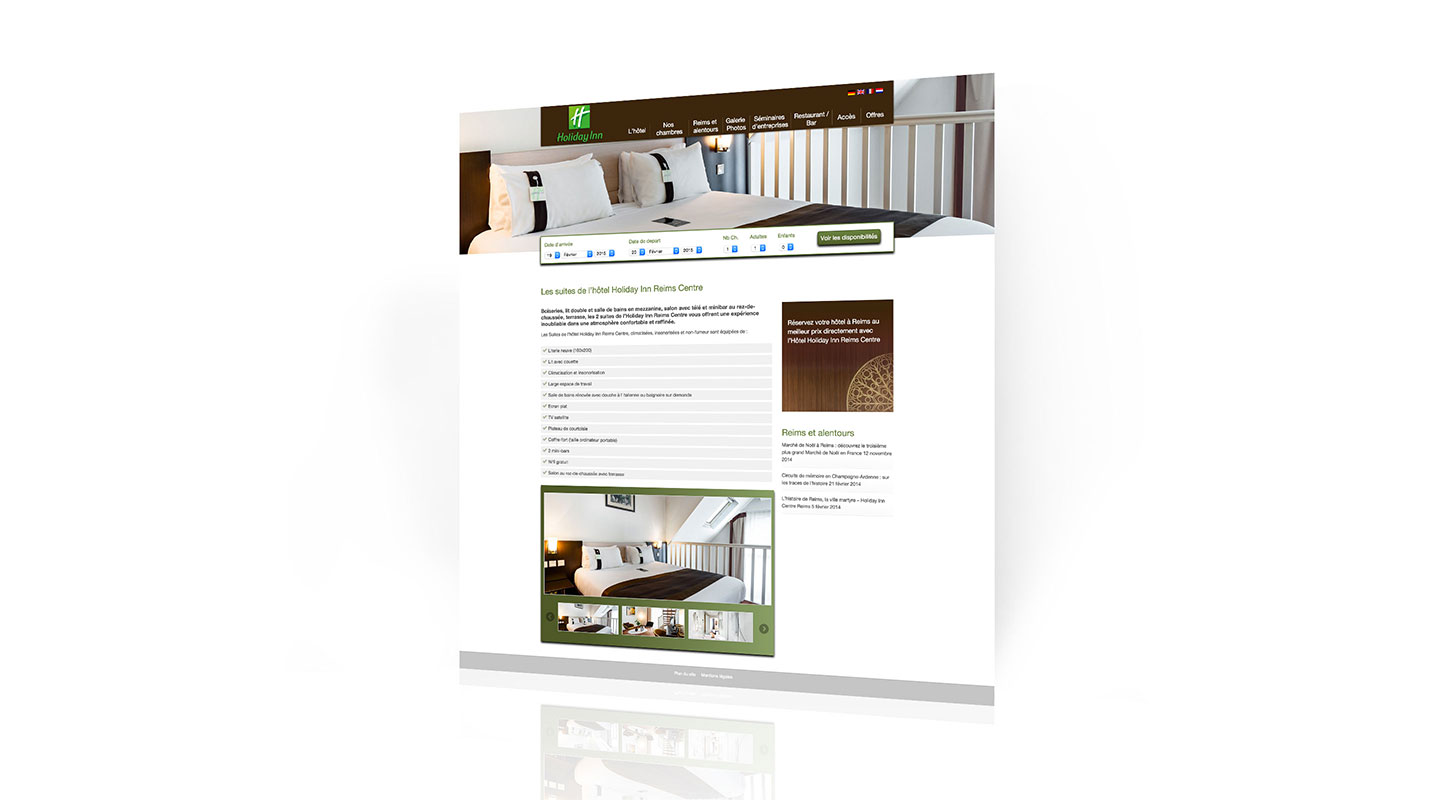 Holiday Inn
L'hôtel
Nos
chambres
Reims et
alentours
Galerie
Photos
Séminaires
d'entreprises
Restaurant /
Bar
Accès
Offres
Date d'arrivée
19 Février 2015
Date de départ
20 Février 2015
Nb Ch.
1
Adultes
1
Enfants
0
Voir les disponibilités
Les suites de l'hôtel Holiday Inn Reims Centre
Boiseries, lit double et salle de bains en mezzanine, salon avec télé et minibar au rez-de-
chaussée, terrasse, les 2 suites de l'Holiday Inn Reims Centre vous offrent une expérience
inoubliable dans une atmosphère confortable et raffinée.
Les Suites de l'hôtel Holiday Inn Reims Centre, climatisées, insonorisées et non-fumeur sont équipées de :
Literie neuve (160x200)
Lit avec couette
Climatisation et insonorisation
Large espace de travail
Salle de bains rénovée avec douche à l'italienne ou baignoire sur demande
Ecran plat
TV satellite
Plateau de courtoisie
Coffre-fort (taille ordinateur portable)
2 mini-bars
Wifi gratuit
Salon au rez-de-chaussée avec terrasse
Réservez votre hôtel à Reims au
meilleur prix directement avec
l'Hôtel Holiday Inn Reims Centre
Reims et alentours
Marché de Noël à Reims : découvrez le troisième
plus grand Marché de Noël en France 12 novembre
2014
Circuits de mémoire en Champagne-Ardenne : sur
les traces de l'histoire 21 février 2014
L'histoire de Reims, la ville martyre – Holiday Inn
Centre Reims 5 février 2014
Plan du site Mentions légales